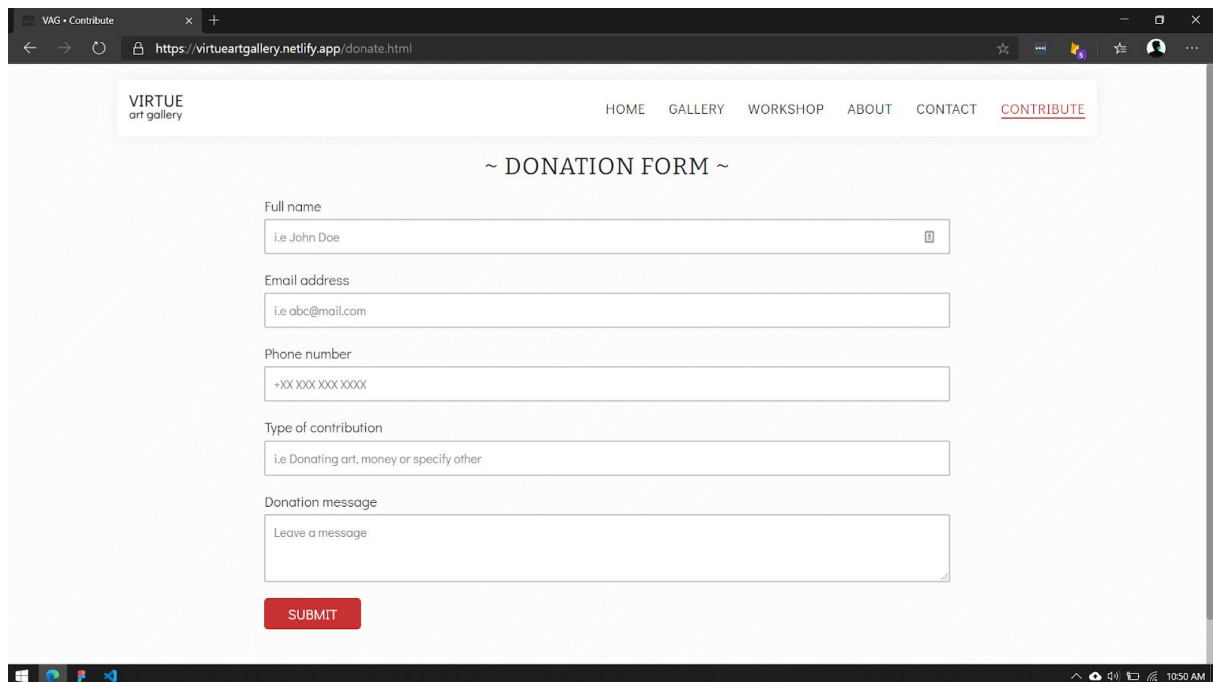 VAG • Contribute
https://virtueartgallery.netlify.app/donate.html
5
VIRTUE
art gallery
HOME GALLERY WORKSHOP ABOUT CONTACT CONTRIBUTE
~ DONATION FORM ~
Full name
i.e John Doe
Email address
i.e abc@mail.com
Phone number
+XX XXX XXX XXXX
Type of contribution
i.e Donating art, money or specify other
Donation message
Leave a message
SUBMIT
10:50 AM